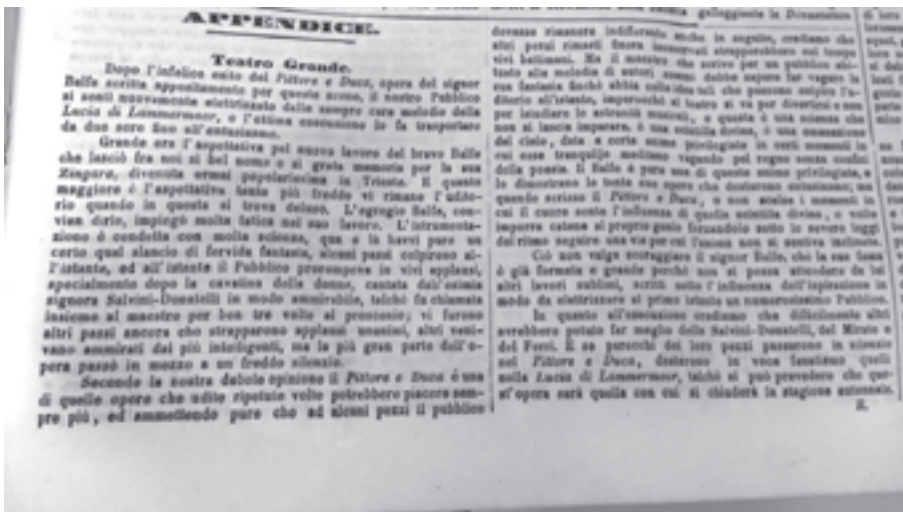 APPENDICE.
Teatro Grande.
Dopo l'infelice esito del Pittore e Duca, opera del signor
Balfe scritta appositamente per queste scene, il nostro Pubblico
si sentì nuovamente elettrizzato dalle sempre care melodie della
Lucia di Lammermoor, e l'ottima esecuzione lo fa trasportare
da due sere fino all'entusiasmo.
Grande era l'aspettativa pel nuovo lavoro del bravo Balfe
che lasciò fra noi sì bel nome e sì grata memoria per la sua
Zingara, divenuta ormai popolarissima in Trieste. E quanto
maggiore è l'aspettativa tanto più freddo vi rimane l'udito-
rio quando in questa si trova deluso. L'egregio Balfe, con-
vien dirlo, impiegò molta fatica nel suo lavoro. L'istrumenta-
zione è condotta con molta scienza, qua e là havvi pure un
certo qual slancio di fervida fantasia, alcuni passi colpirono al-
l'istante, ed all'istante il Pubblico proruppe in vivi applausi,
specialmente dopo la cavatina della donna, cantata dall'esimia
signora Salvini-Donatelli in modo ammirabile, talchè fu chiamata
insieme al maestro per ben tre volte al proscenio; vi furono
altri passi ancora che strapparono applausi unanimi, altri veni-
vano ammirati dai più intelligenti, ma la più gran parte dell'o-
pera passò in mezzo a un freddo silenzio.
Secondo la nostra debole opinione il Pittore e Duca è una
di quelle opere che udite ripetute volte potrebbero piacere sem-
pre più, ed ammettendo pure che ad alcuni pezzi il pubblico
dovesse rimanere indifferente anche in seguito, crediamo che
altri pezzi rimasti finora inosservati strapperebbero col tempo
vivi battimani. Ma il maestro che scrive per un pubblico abi-
tuato alle melodie di autori sommi debbe sapere far vagare la
sua fantasia finchè abbia colte idee tali che possano colpire l'u-
ditorio all'istante, imperocchè al teatro si va per divertirsi e non
per istudiare le astrusità musicali, e questa è una scienza che
non si lascia imparare, è una scintilla divina, è una emanazione
del cielo, data a certe anime privilegiate in certi momenti in
cui esse tranquille meditano vagando pel regno senza confini
della poesia. Il Balfe è pure una di queste anime privilegiate, e
lo dimostrano le tante sue opere che destarono entusiasmo; ma
quando scrisse il Pittore e Duca, o non scelse i momenti in
cui il cuore sente l'influenza di quella scintilla divina, o volle
imporre catene al proprio genio forzandolo sotto le severe leggi
del ritmo seguire una via per cui l'anima non si sentiva inclinata.
Ciò non valga scoraggiare il signor Balfe, chè la sua fama
è già formata e grande perchè non si possa attendere da lui
altri lavori sublimi, scritti sotto l'influenza dell'ispirazione in
modo da elettrizzare al primo istante un numerosissimo Pubblico.
In quanto all'esecuzione crediamo che difficilmente altri
avrebbero potuto far meglio della Salvini-Donatelli, del Mirate e
del Ferri. E se parecchi dei loro pezzi passarono in silenzio
nel Pittore e Duca, destarono in vece fanatismo quelli
nella Lucia di Lammermoor, talchè si può prevedere che que-
st'opera sarà quella con cui si chiuderà la stagione autunnale.